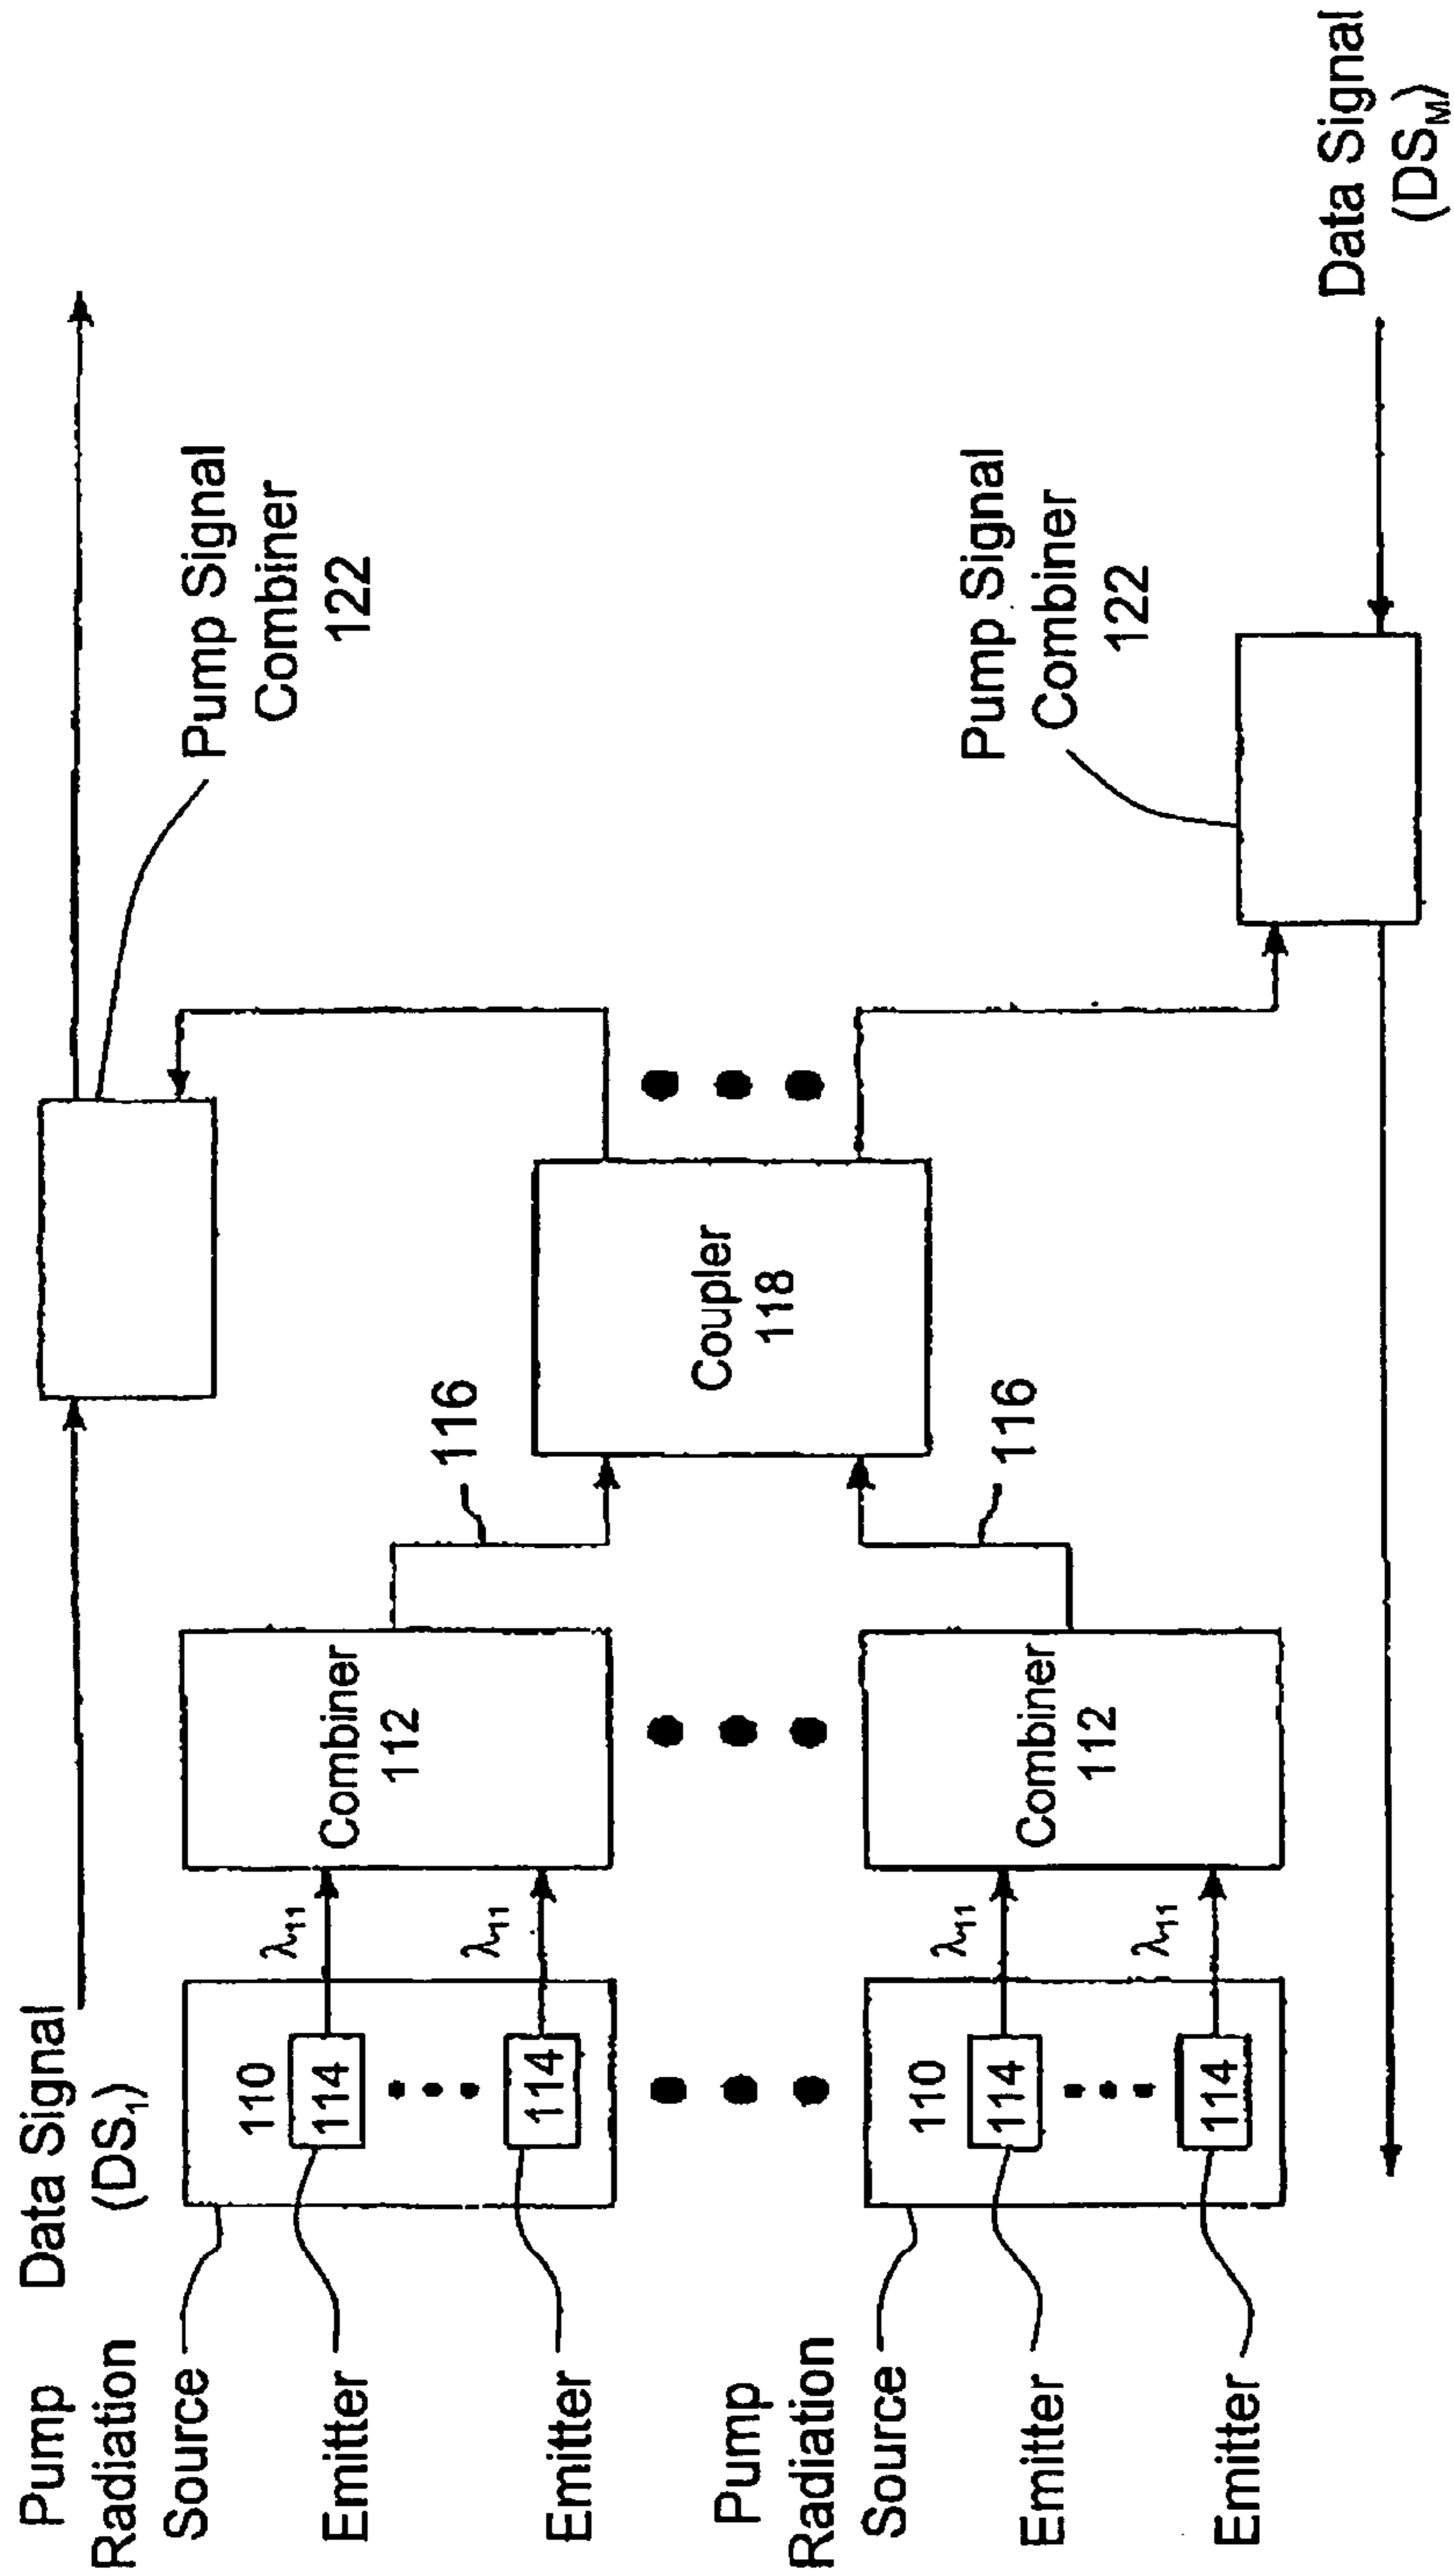 Pump
Radiation
Source
Data Signal
(DS₁)
110
114
Emitter
λ₁₁
114
Emitter
λ₁₁
Combiner
112
116
Pump Signal
Combiner
122
Coupler
118
Pump
Radiation
Source
110
114
Emitter
λ₁₁
114
Emitter
λ₁₁
Combiner
112
116
Pump Signal
Combiner
122
Data Signal
(DS_M)